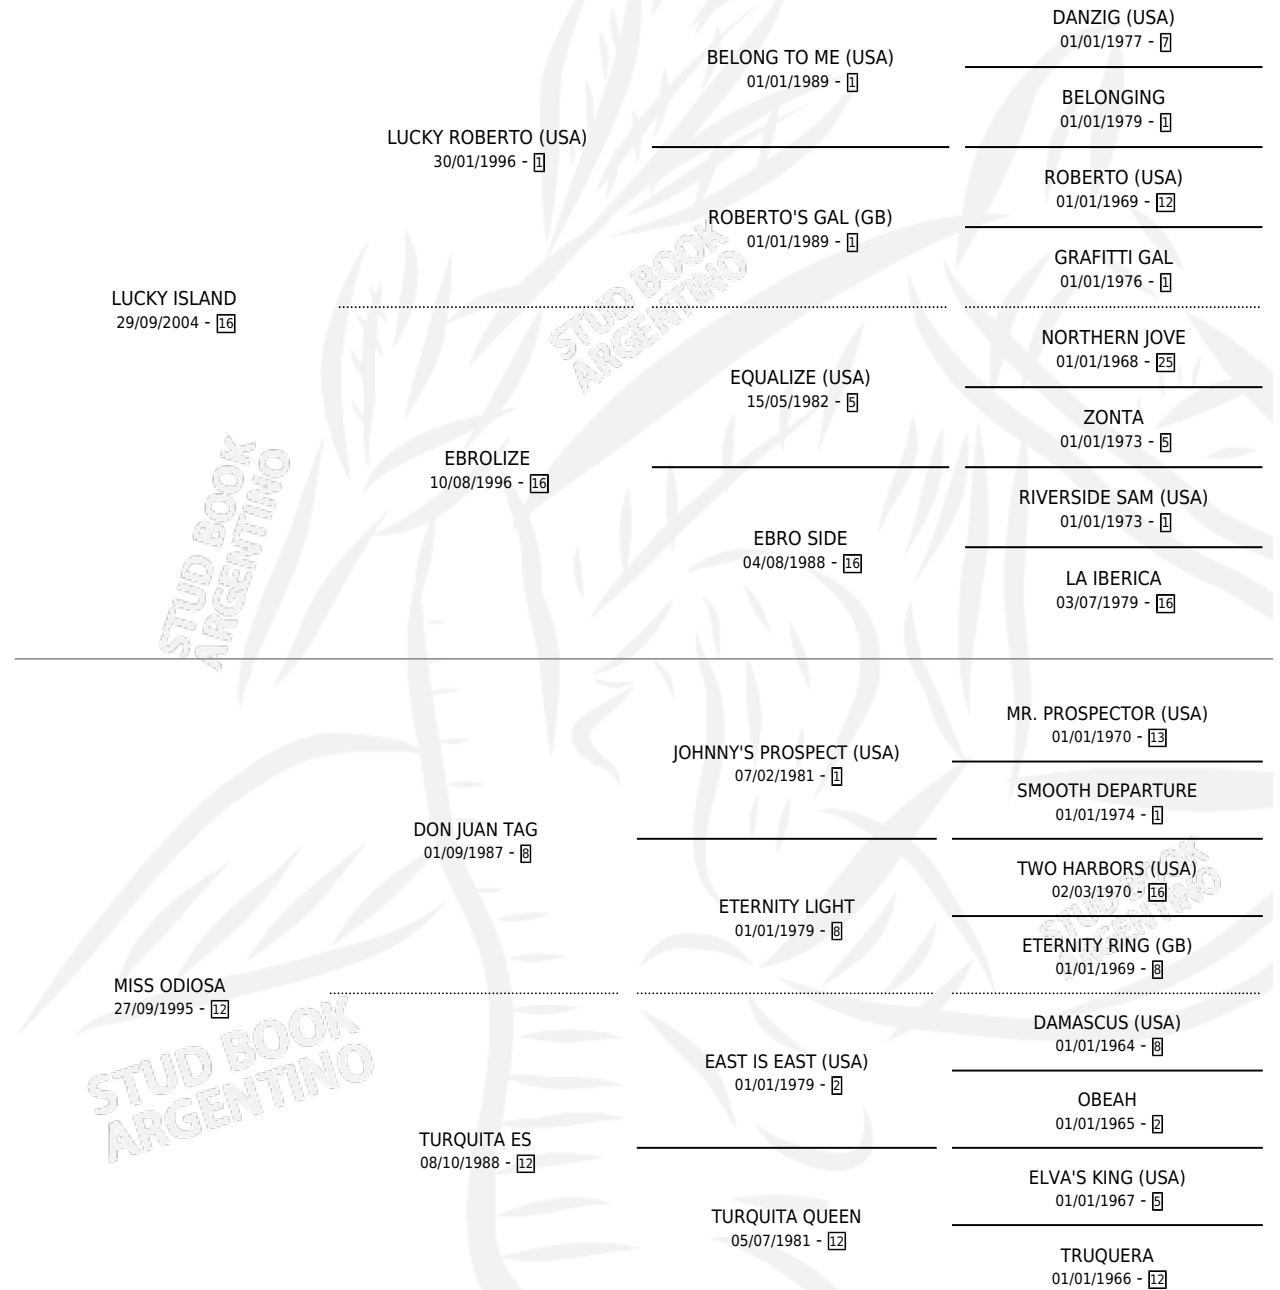 DANZIG (USA)
01/01/1977 - 7
BELONG TO ME (USA)
01/01/1989 - 1
BELONGING
01/01/1979 - 1
LUCKY ROBERTO (USA)
30/01/1996 - 1
ROBERTO (USA)
01/01/1969 - 12
ROBERTO'S GAL (GB)
01/01/1989 - 1
GRAFITTI GAL
01/01/1976 - 1
LUCKY ISLAND
29/09/2004 - 16
NORTHERN JOVE
01/01/1968 - 25
EQUALIZE (USA)
15/05/1982 - 5
ZONTA
01/01/1973 - 5
EBROLIZE
10/08/1996 - 16
RIVERSIDE SAM (USA)
01/01/1973 - 1
EBRO SIDE
04/08/1988 - 16
LA IBERICA
03/07/1979 - 16
MR. PROSPECTOR (USA)
01/01/1970 - 13
JOHNNY'S PROSPECT (USA)
07/02/1981 - 1
SMOOTH DEPARTURE
01/01/1974 - 1
DON JUAN TAG
01/09/1987 - 8
TWO HARBORS (USA)
02/03/1970 - 16
ETERNITY LIGHT
01/01/1979 - 8
ETERNITY RING (GB)
01/01/1969 - 8
MISS ODIOSA
27/09/1995 - 12
DAMASCUS (USA)
01/01/1964 - 8
EAST IS EAST (USA)
01/01/1979 - 2
OBEAH
01/01/1965 - 2
TURQUITA ES
08/10/1988 - 12
ELVA'S KING (USA)
01/01/1967 - 5
TURQUITA QUEEN
05/07/1981 - 12
TRUQUERA
01/01/1966 - 12
STUD BOOK
ARGENTINO
STUD BOOK
ARGENTINO
STUD BOOK
ARGENTINO
STUD BOOK
ARGENTINO